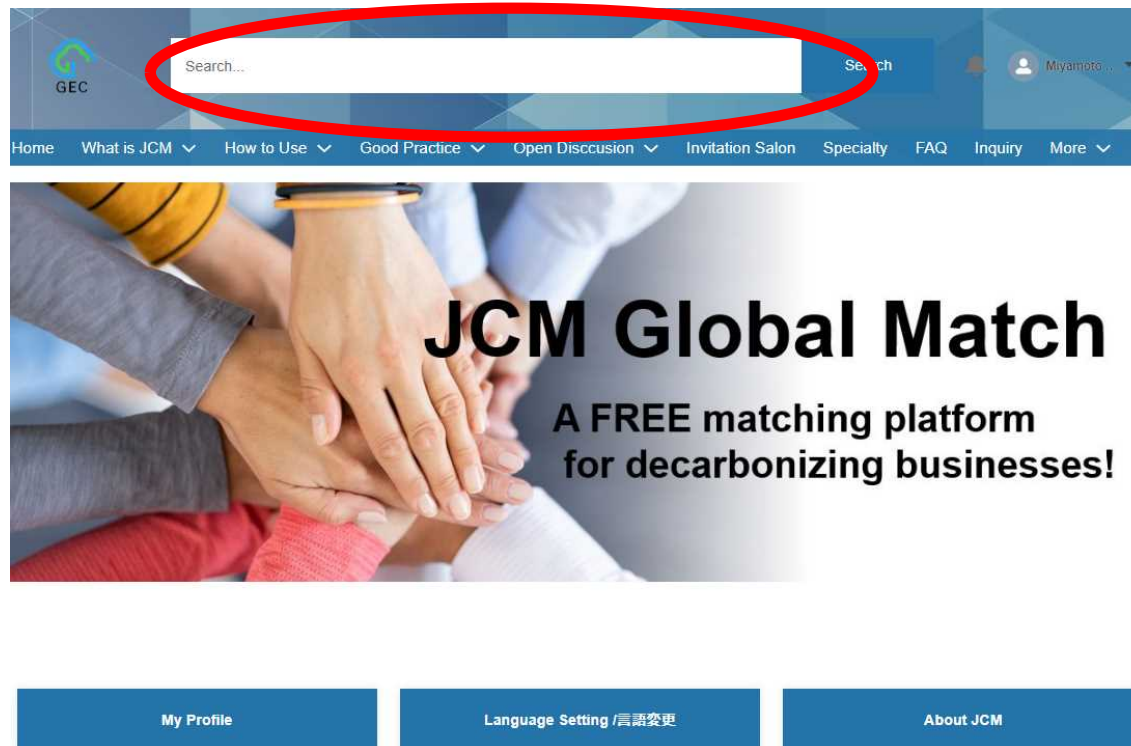 GEC
Search...
Search
Miyamoto ...
Home What is JCM How to Use Good Practice Open Disccusion Invitation Salon Specialty FAQ Inquiry More
JCM Global Match
A FREE matching platform
for decarbonizing businesses!
My Profile Language Setting /言語変更 About JCM